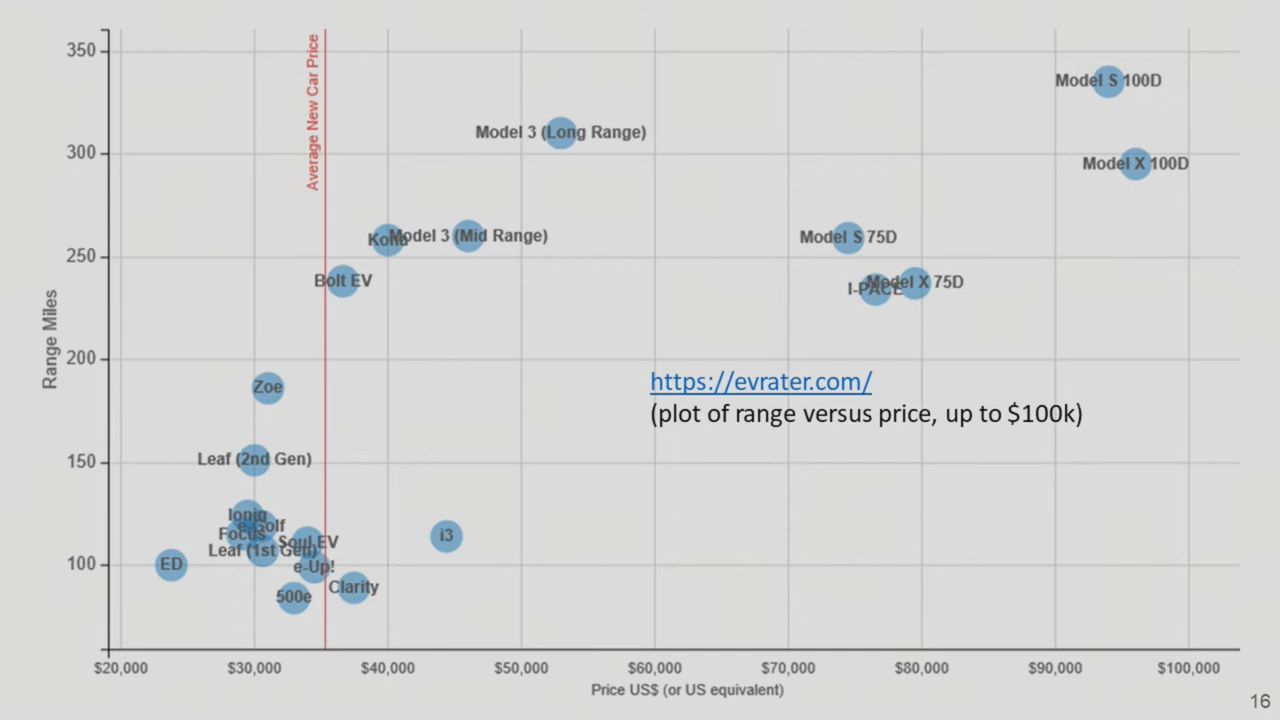 350
300
250
200
150
100
Range Miles
Average New Car Price
Model S 100D
Model 3 (Long Range)
Model X 100D
Kona
Model 3 (Mid Range)
Model S 75D
Bolt EV
I-PACE
Model X 75D
Zoe
https://evrater.com/
(plot of range versus price, up to $100k)
Leaf (2nd Gen)
Ioniq
e-Golf
Focus
Soul EV
i3
Leaf (1st Gen)
ED
e-Up!
Clarity
500e
$20,000
$30,000
$40,000
$50,000
$60,000
$70,000
$80,000
$90,000
$100,000
Price US$ (or US equivalent)
16